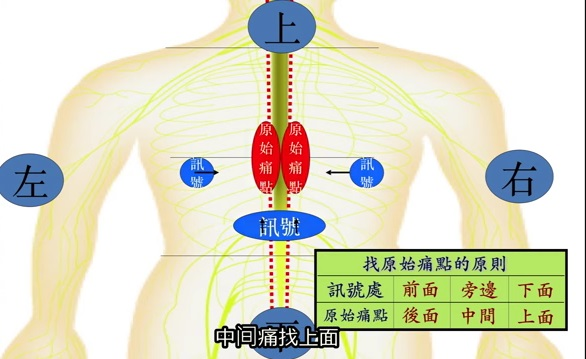 上
原始痛點 原始痛點
訊號 訊號
左 右
訊號
找原始痛點的原則
訊號處 前面 旁邊 下面
原始痛點 後面 中間 上面
中间痛找上面